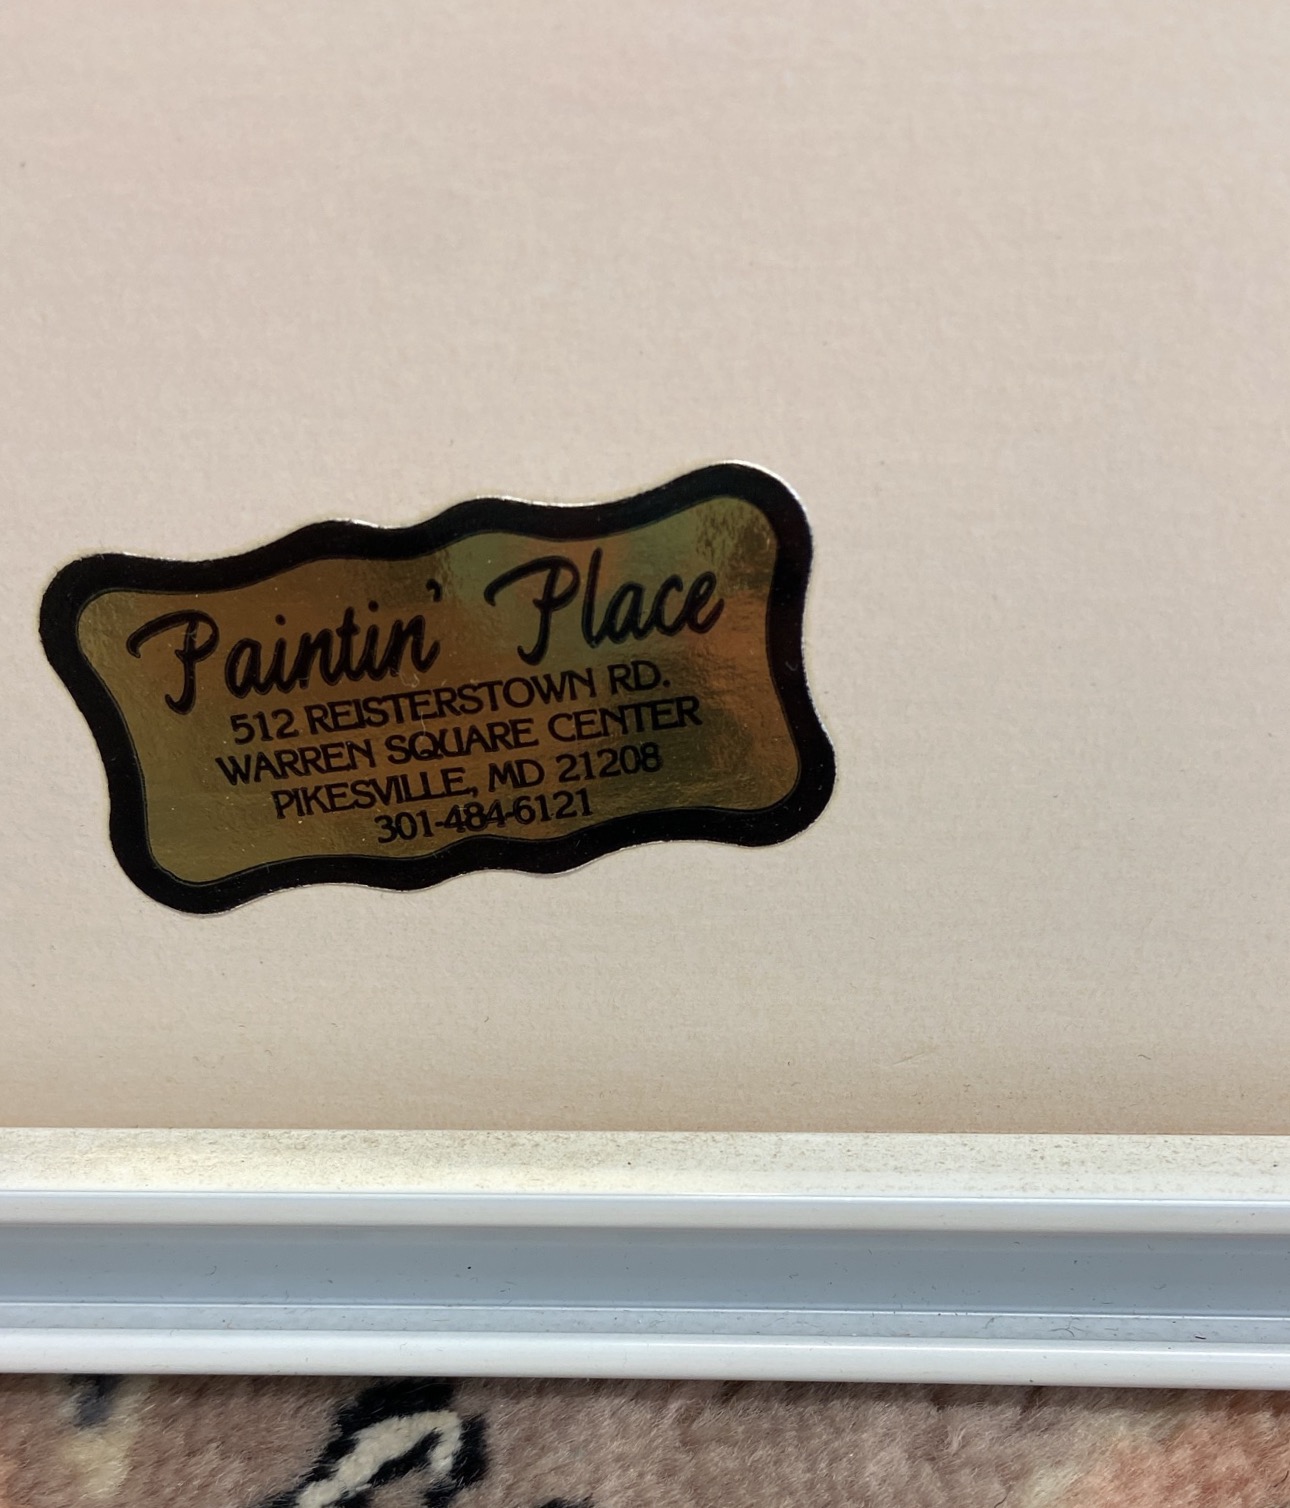 Paintin' Place
512 REISTERSTOWN RD.
WARREN SQUARE CENTER
PIKESVILLE, MD 21208
301-484-6121